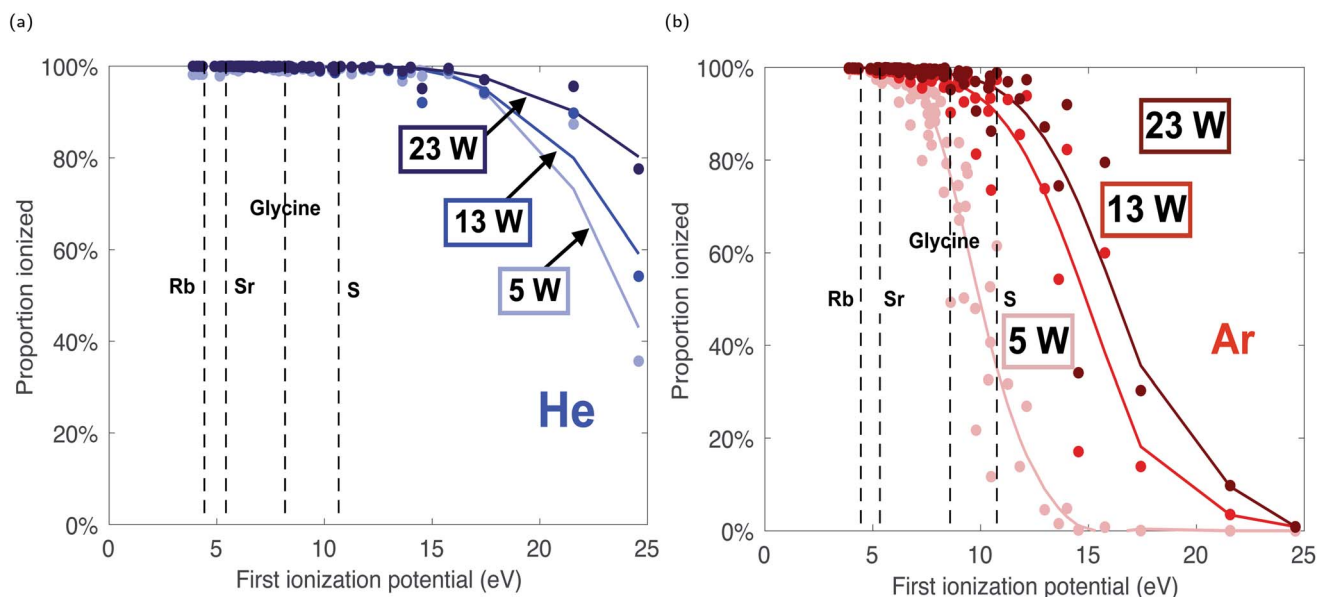 (a)
100%
80%
60%
40%
20%
0%
Proportion ionized
23 W
Glycine
13 W
Rb
Sr
S
5 W
He
0
5
10
15
20
25
First ionization potential (eV)
(b)
100%
80%
60%
40%
20%
0%
Proportion ionized
23 W
13 W
Glycine
Rb
Sr
S
5 W
Ar
0
5
10
15
20
25
First ionization potential (eV)